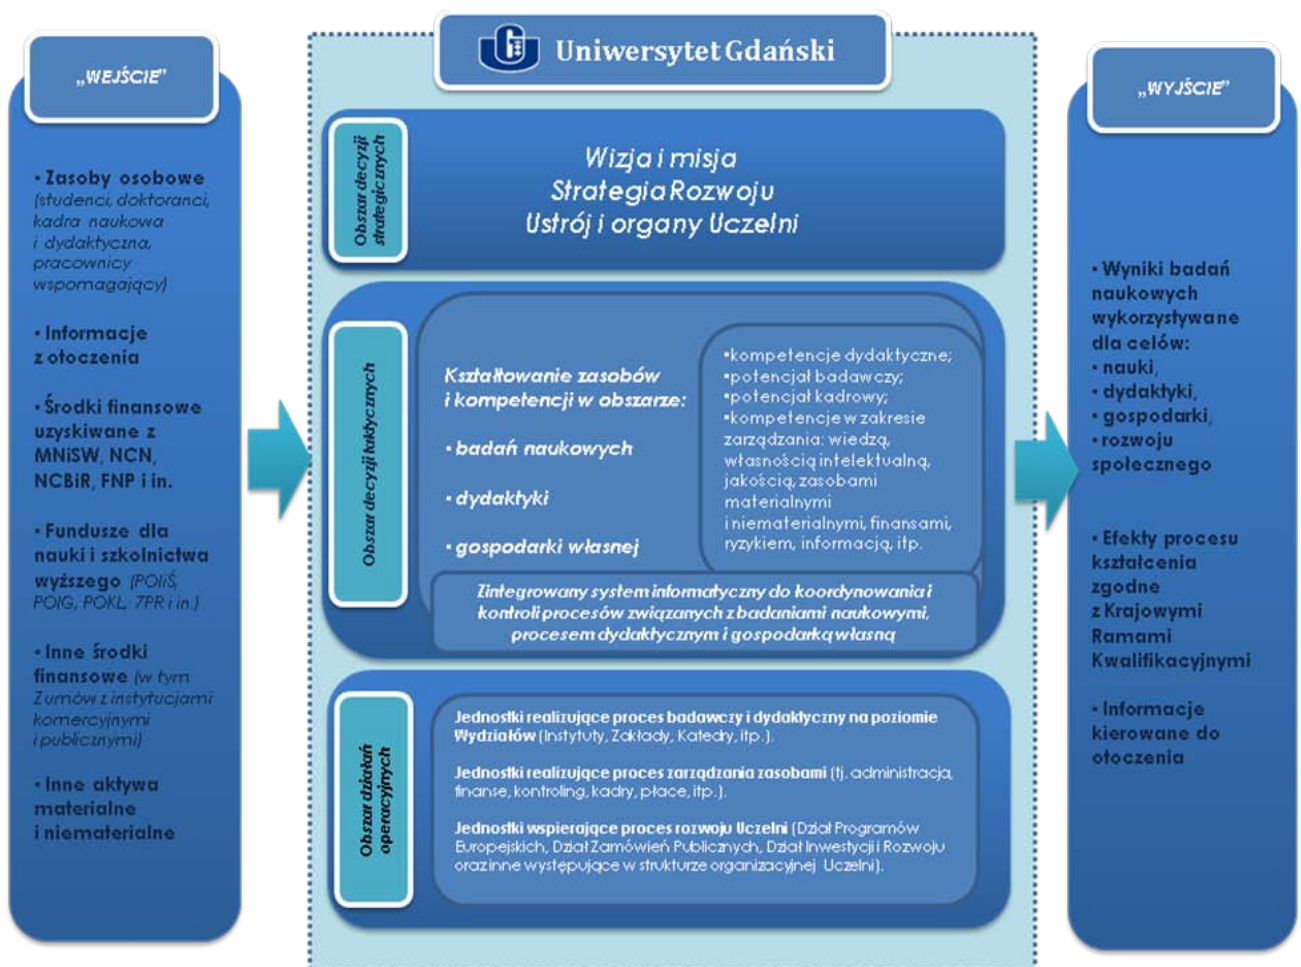 „WEJŚCIE”
• Zasoby osobowe
(studenci, doktoranci,
kadra naukowa
i dydaktyczna,
pracownicy
wspomagający)
• Informacje
z otoczenia
• Środki finansowe
uzyskiwane z
MNiSW, NCN,
NCBiR, FNP i in.
• Fundusze dla
nauki i szkolnictwa
wyższego (POIiŚ,
POIG, POKL, 7PR i in.)
• Inne środki
finansowe (w tym
Zumów z instytucjami
komercyjnymi
i publicznymi)
• Inne aktywa
materialne
i niematerialne
Uniwersytet Gdański
Obszar decyzji
strategicznych
Wizja i misja
Strategia Rozwoju
Ustrój i organy Uczelni
Obszar decyzji taktycznych
Kształtowanie zasobów
i kompetencji w obszarze:
• badań naukowych
• dydaktyki
• gospodarki własnej
•kompetencje dydaktyczne;
•potencjał badawczy;
•potencjał kadrowy;
•kompetencje w zakresie
zarządzania: wiedzą,
własnością intelektualną,
jakością, zasobami
materialnymi
i niematerialnymi, finansami,
ryzykiem, informacją, itp.
Zintegrowany system informatyczny do koordynowania i
kontroli procesów związanych z badaniami naukowymi,
procesem dydaktycznym i gospodarką własną
Obszar działań
operacyjnych
Jednostki realizujące proces badawczy i dydaktyczny na poziomie
Wydziałów (Instytuty, Zakłady, Katedry, itp.).
Jednostki realizujące proces zarządzania zasobami (tj. administracja,
finanse, kontroling, kadry, płace, itp.).
Jednostki wspierające proces rozwoju Uczelni (Dział Programów
Europejskich, Dział Zamówień Publicznych, Dział Inwestycji i Rozwoju
oraz inne występujące w strukturze organizacyjnej Uczelni).
„WYJŚCIE”
• Wyniki badań
naukowych
wykorzystywane
dla celów:
• nauki,
• dydaktyki,
• gospodarki,
• rozwoju
społecznego
• Efekty procesu
kształcenia
zgodne
z Krajowymi
Ramami
Kwalifikacyjnymi
• Informacje
kierowane do
otoczenia